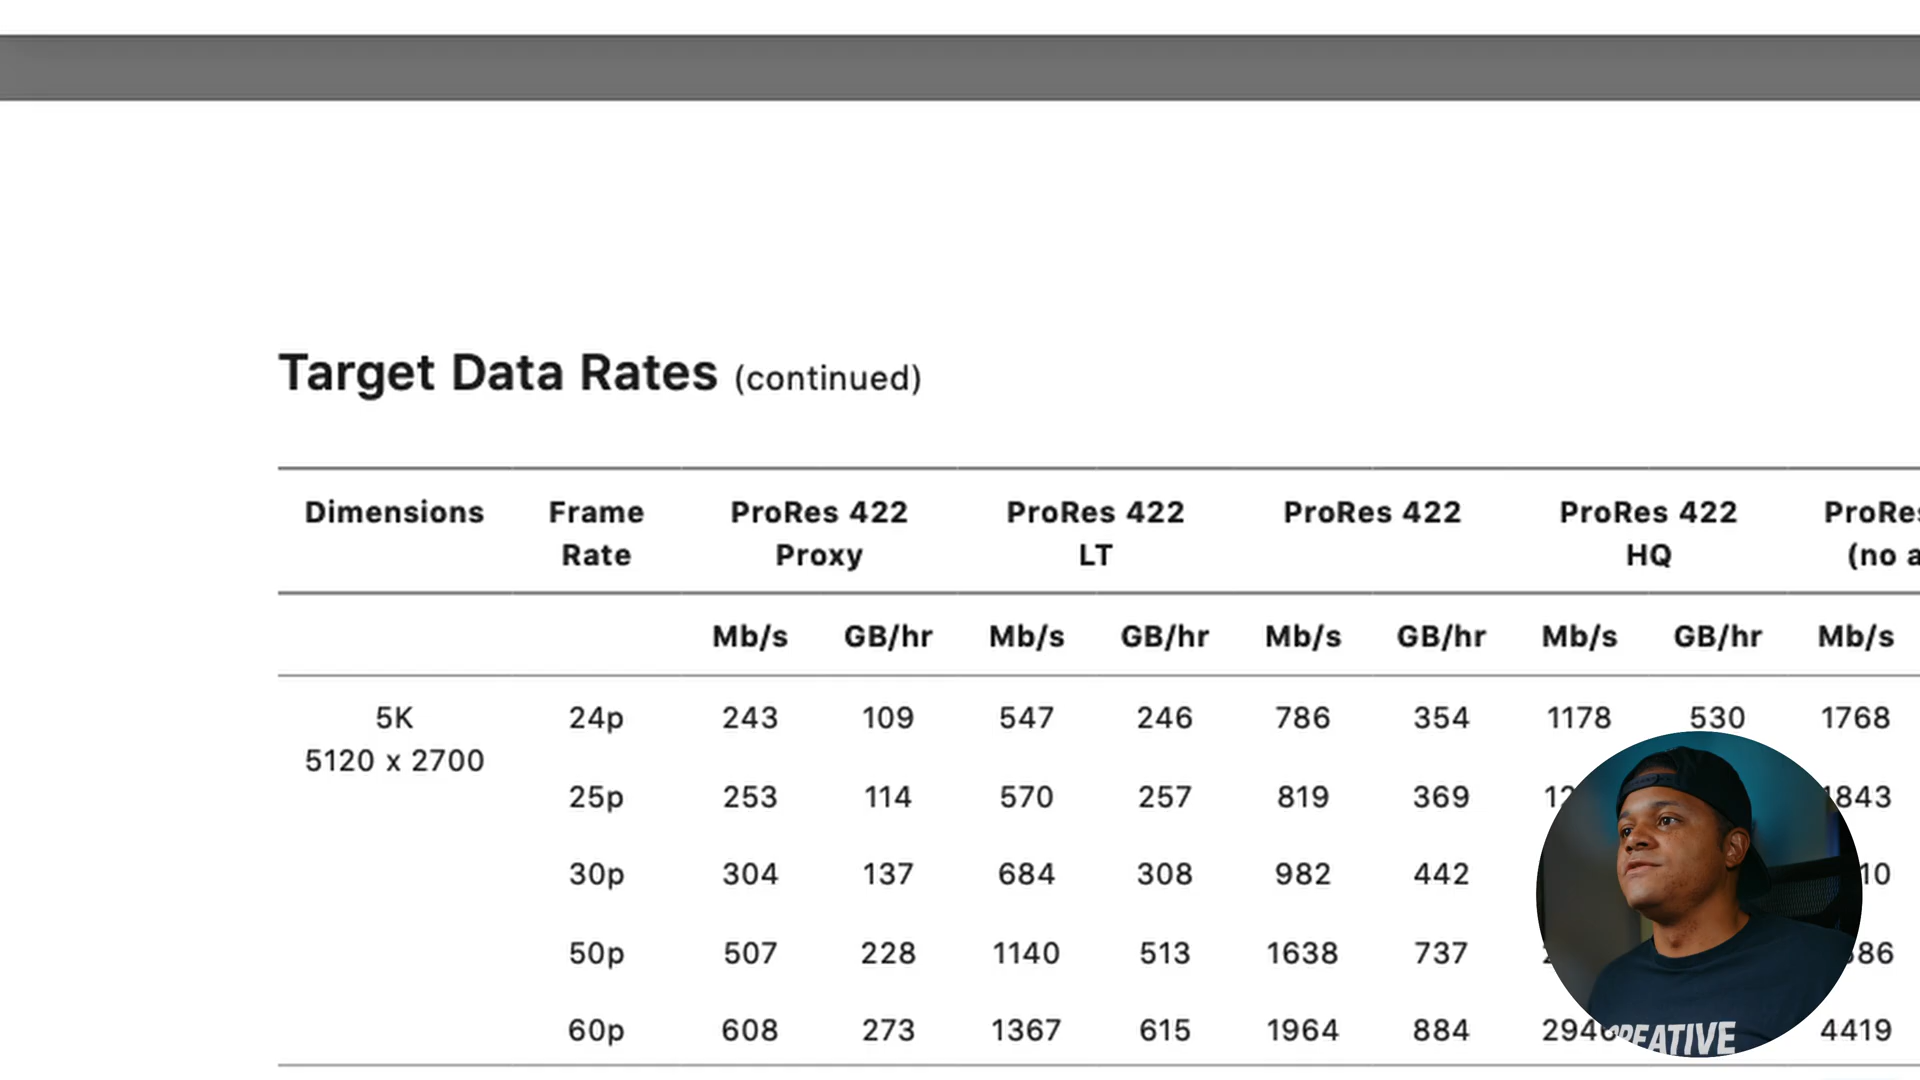 Target Data Rates (continued)
Dimensions Frame Rate ProRes 422 Proxy ProRes 422 LT ProRes 422 ProRes 422 HQ
Mb/s GB/hr Mb/s GB/hr Mb/s GB/hr Mb/s GB/hr Mb/s
5K 24p 243 109 547 246 786 354 1178 530 1768
5120 x 2700
25p 253 114 570 257 819 369
30p 304 137 684 308 982 442
50p 507 228 1140 513 1638 737
60p 608 273 1367 615 1964 884 4419
CREATIVE